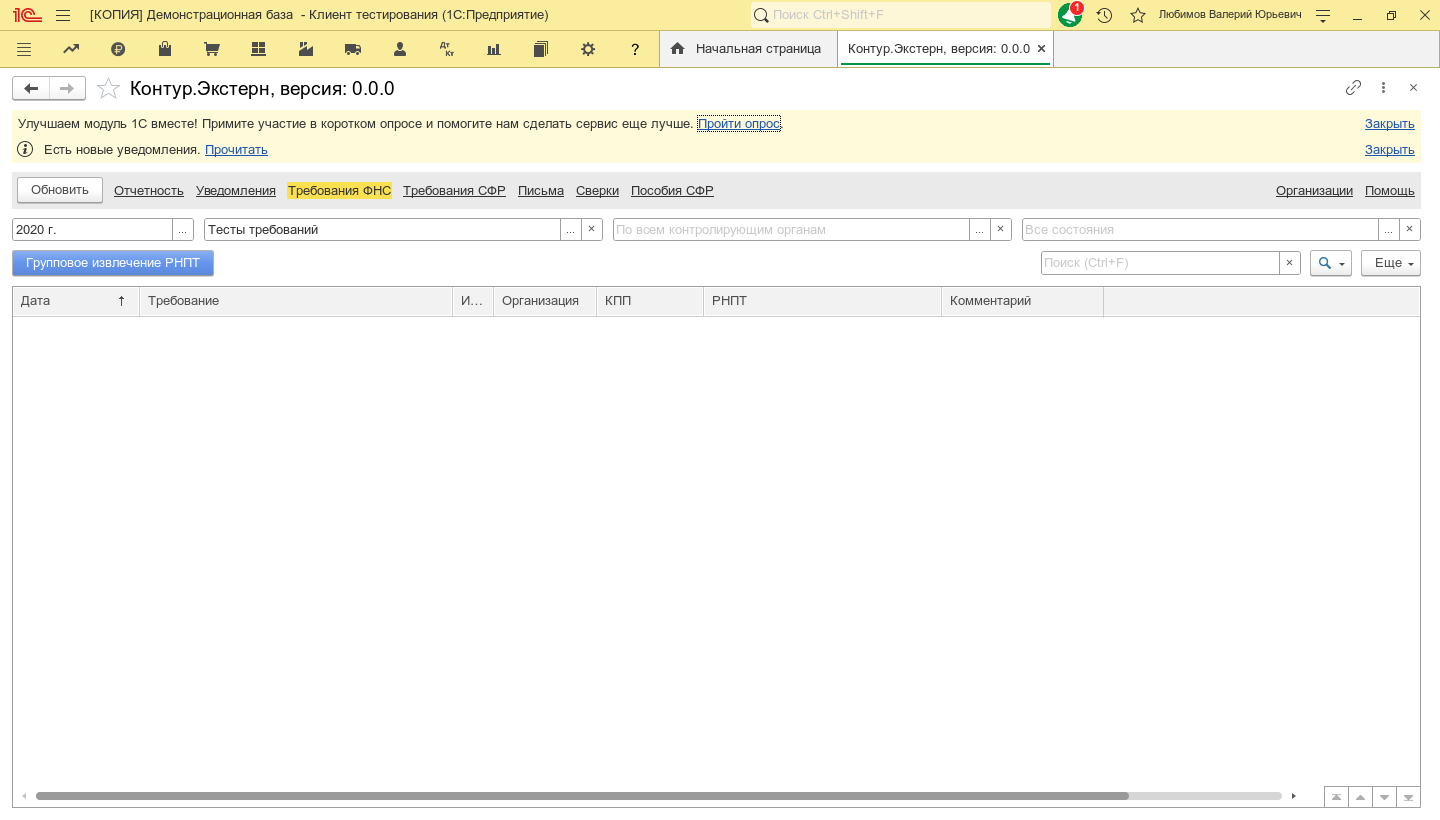 [КОПИЯ] Демонстрационная база - Клиент тестирования (1С:Предприятие)
Поиск Ctrl+Shift+F
1
Любимов Валерий Юрьевич
Дт
Кт
?
Начальная страница
Контур.Экстерн, версия: 0.0.0
Контур.Экстерн, версия: 0.0.0
Улучшаем модуль 1С вместе! Примите участие в коротком опросе и помогите нам сделать сервис еще лучше. Пройти опрос.
Закрыть
Есть новые уведомления. Прочитать
Закрыть
Обновить
Отчетность
Уведомления
Требования ФНС
Требования СФР
Письма
Сверки
Пособия СФР
Организации
Помощь
2020 г.
...
Тесты требований
...
По всем контролирующим органам
...
Все состояния
...
Групповое извлечение РНПТ
Поиск (Ctrl+F)
Еще
Дата
Требование
И...
Организация
КПП
РНПТ
Комментарий